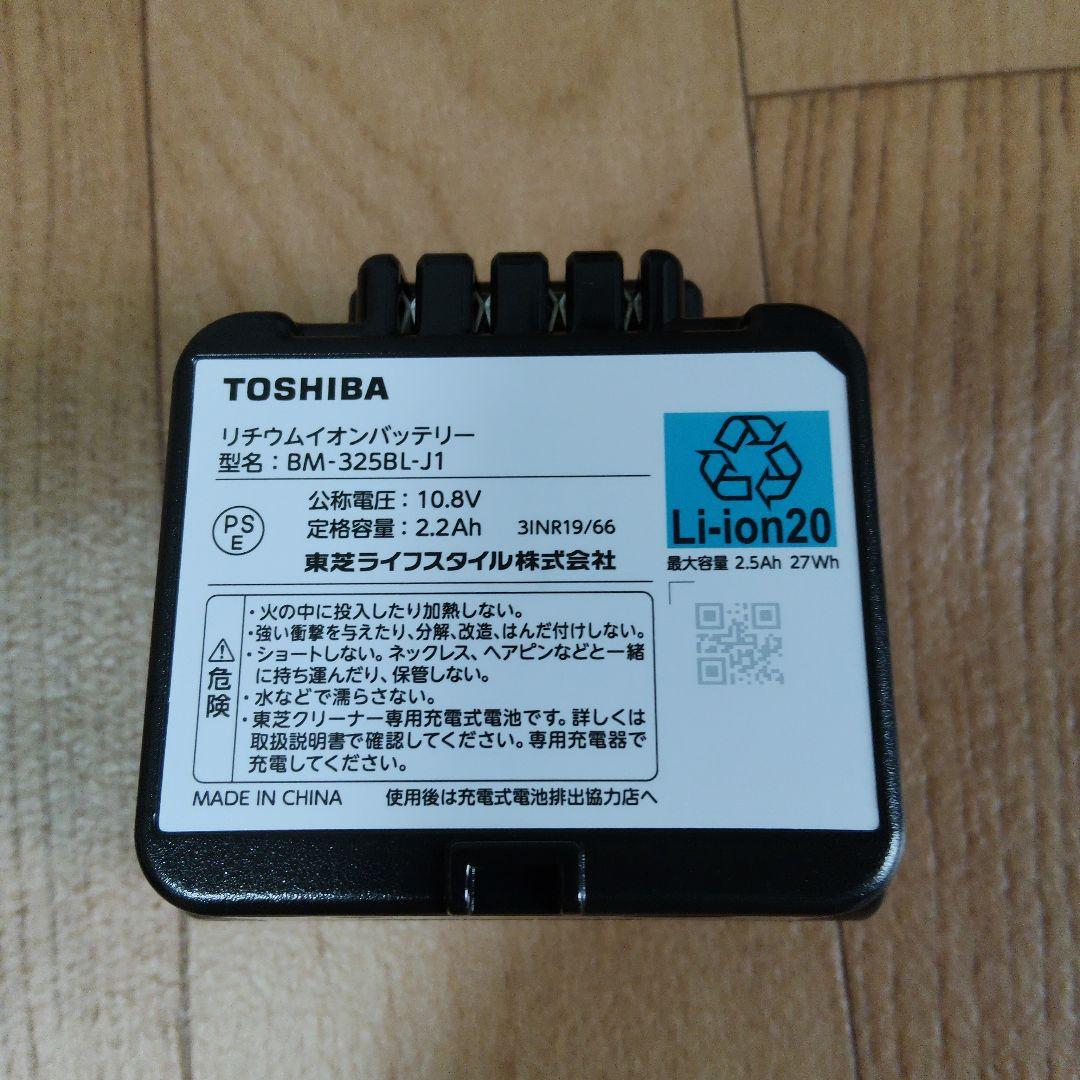 TOSHIBA
リチウムイオンバッテリー
型名：BM-325BL-J1
PS
E
公称電圧：10.8V
定格容量：2.2Ah 3INR19/66
東芝ライフスタイル株式会社
Li-ion20
最大容量 2.5Ah 27Wh
危険
・火の中に投入したり加熱しない。
・強い衝撃を与えたり、分解、改造、はんだ付けしない。
・ショートしない。ネックレス、ヘアピンなどと一緒
に持ち運んだり、保管しない。
・水などで濡らさない。
・東芝クリーナー専用充電式電池です。詳しくは
取扱説明書で確認してください。専用充電器で
充電してください。
MADE IN CHINA 使用後は充電式電池排出協力店へ